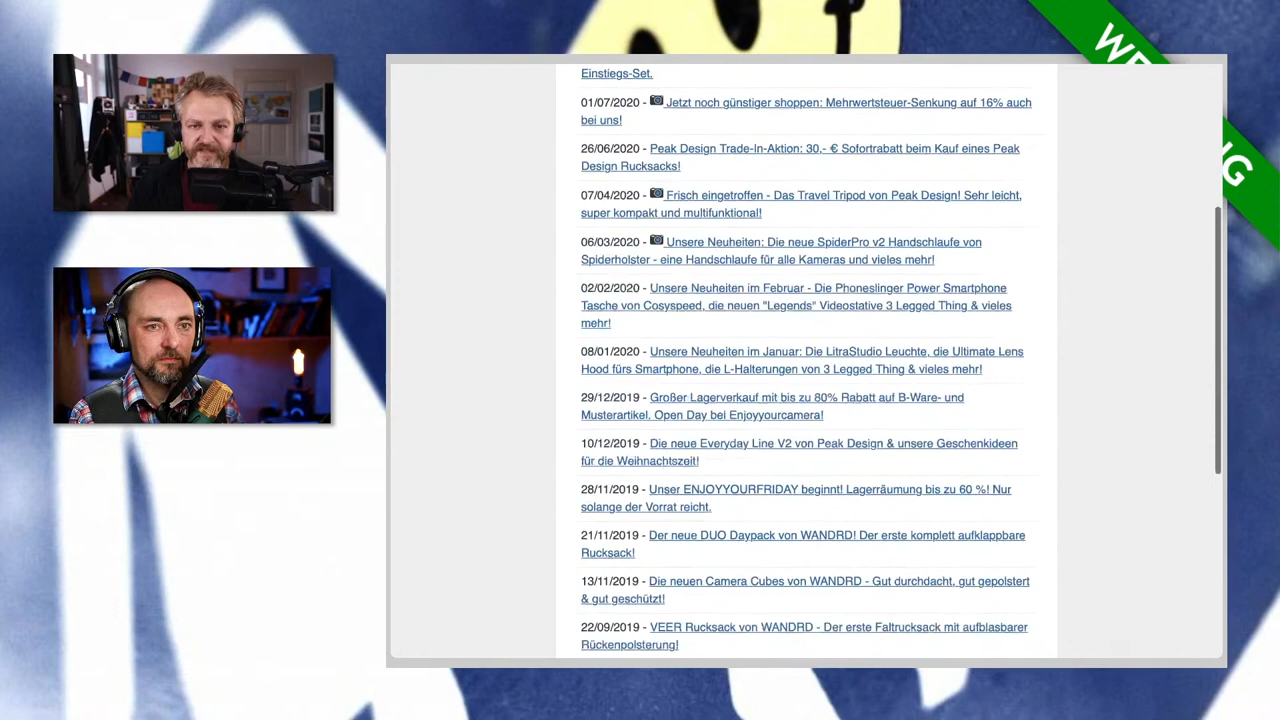 Einstiegs-Set.
01/07/2020 - Jetzt noch günstiger shoppen: Mehrwertsteuer-Senkung auf 16% auch
bei uns!
26/06/2020 - Peak Design Trade-In-Aktion: 30,- € Sofortrabatt beim Kauf eines Peak
Design Rucksacks!
07/04/2020 - Frisch eingetroffen - Das Travel Tripod von Peak Design! Sehr leicht,
super kompakt und multifunktional!
06/03/2020 - Unsere Neuheiten: Die neue SpiderPro v2 Handschlaufe von
Spiderholster - eine Handschlaufe für alle Kameras und vieles mehr!
02/02/2020 - Unsere Neuheiten im Februar - Die Phoneslinger Power Smartphone
Tasche von Cosyspeed, die neuen "Legends" Videostative 3 Legged Thing & vieles
mehr!
08/01/2020 - Unsere Neuheiten im Januar: Die LitraStudio Leuchte, die Ultimate Lens
Hood fürs Smartphone, die L-Halterungen von 3 Legged Thing & vieles mehr!
29/12/2019 - Großer Lagerverkauf mit bis zu 80% Rabatt auf B-Ware- und
Musterartikel. Open Day bei Enjoyyourcamera!
10/12/2019 - Die neue Everyday Line V2 von Peak Design & unsere Geschenkideen
für die Weihnachtszeit!
28/11/2019 - Unser ENJOYYOURFRIDAY beginnt! Lagerräumung bis zu 60 %! Nur
solange der Vorrat reicht.
21/11/2019 - Der neue DUO Daypack von WANDRD! Der erste komplett aufklappbare
Rucksack!
13/11/2019 - Die neuen Camera Cubes von WANDRD - Gut durchdacht, gut gepolstert
& gut geschützt!
22/09/2019 - VEER Rucksack von WANDRD - Der erste Faltrucksack mit aufblasbarer
Rückenpolsterung!